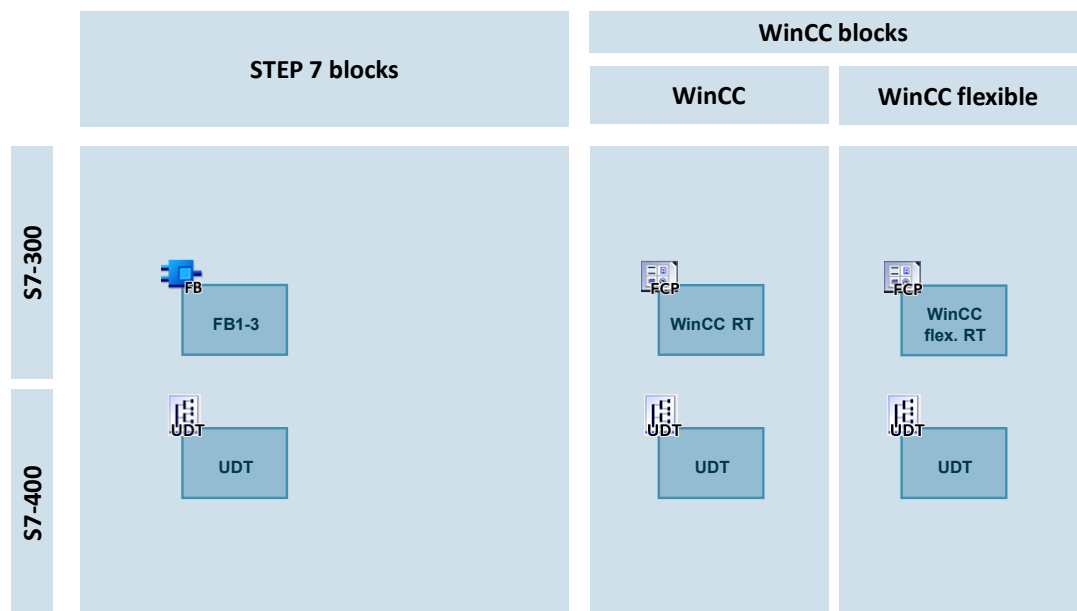 STEP 7 blocks
WinCC blocks
WinCC
WinCC flexible
S7-300
FB
FB1-3
FCP
WinCC RT
FCP
WinCC
flex. RT
S7-400
UDT
UDT
UDT
UDT
UDT
UDT